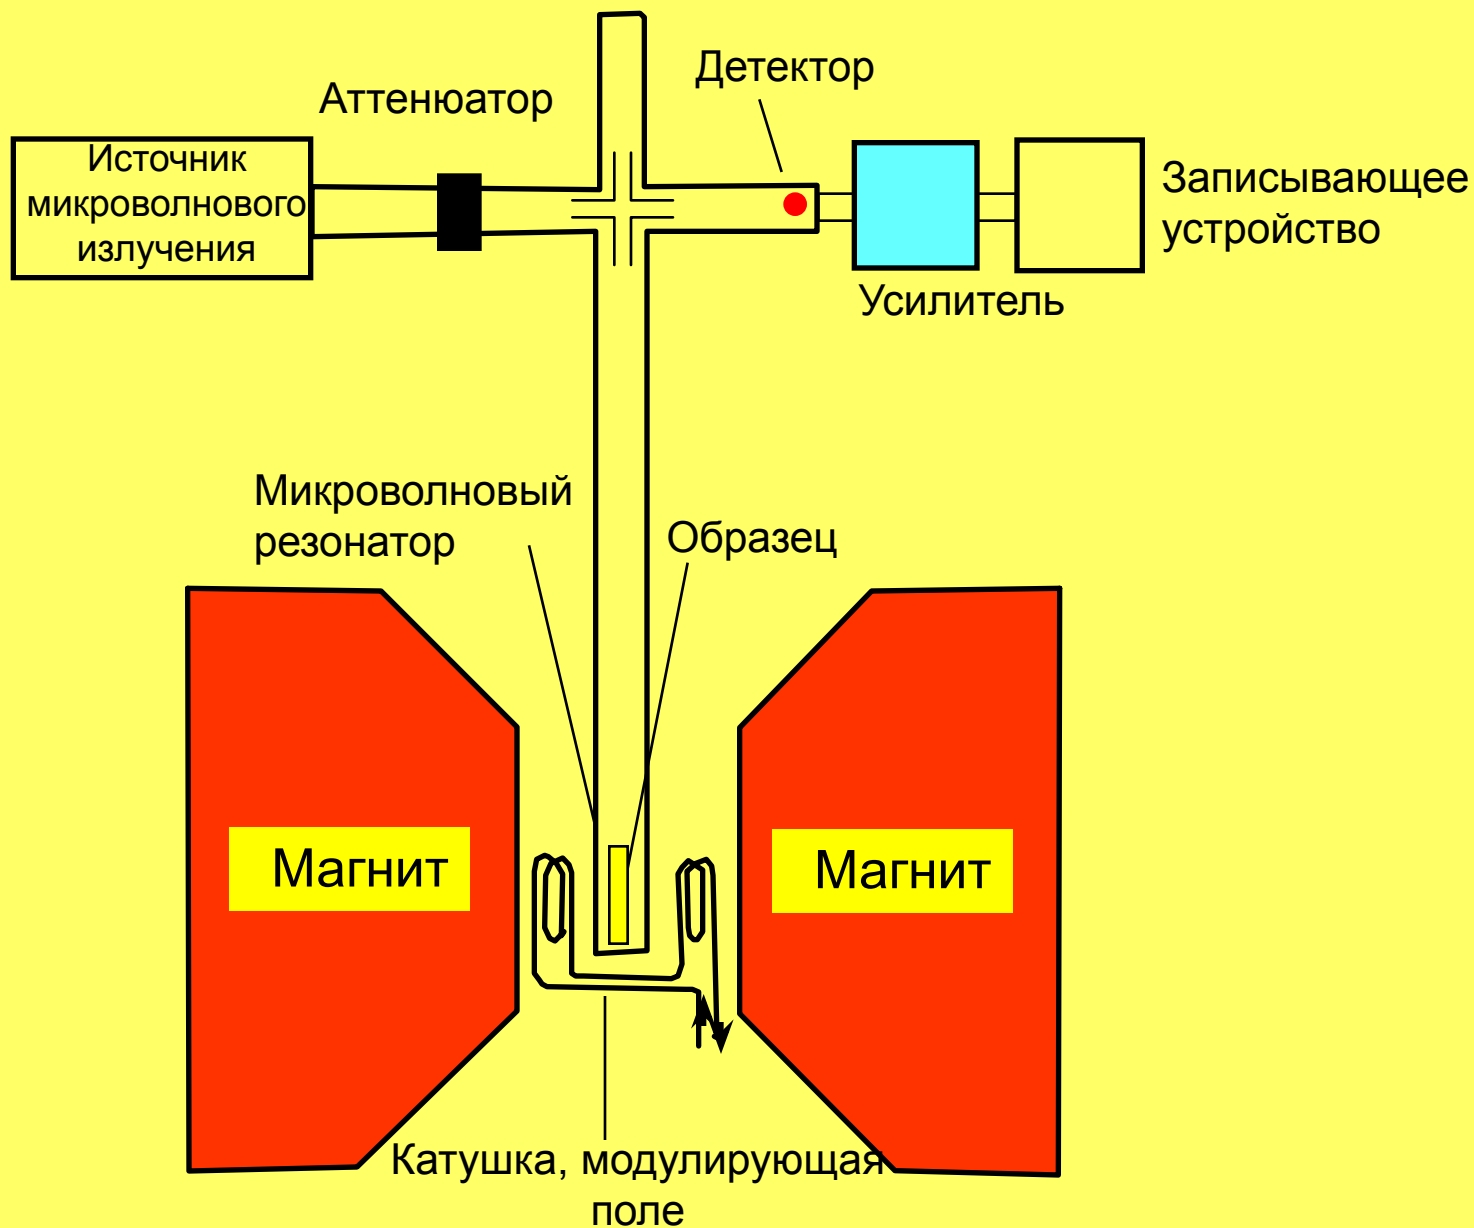 Детектор
Аттенюатор
Источник
микроволнового
излучения
Записывающее
устройство
Усилитель
Микроволновый
резонатор
Образец
Магнит
Магнит
Катушка, модулирующая
поле